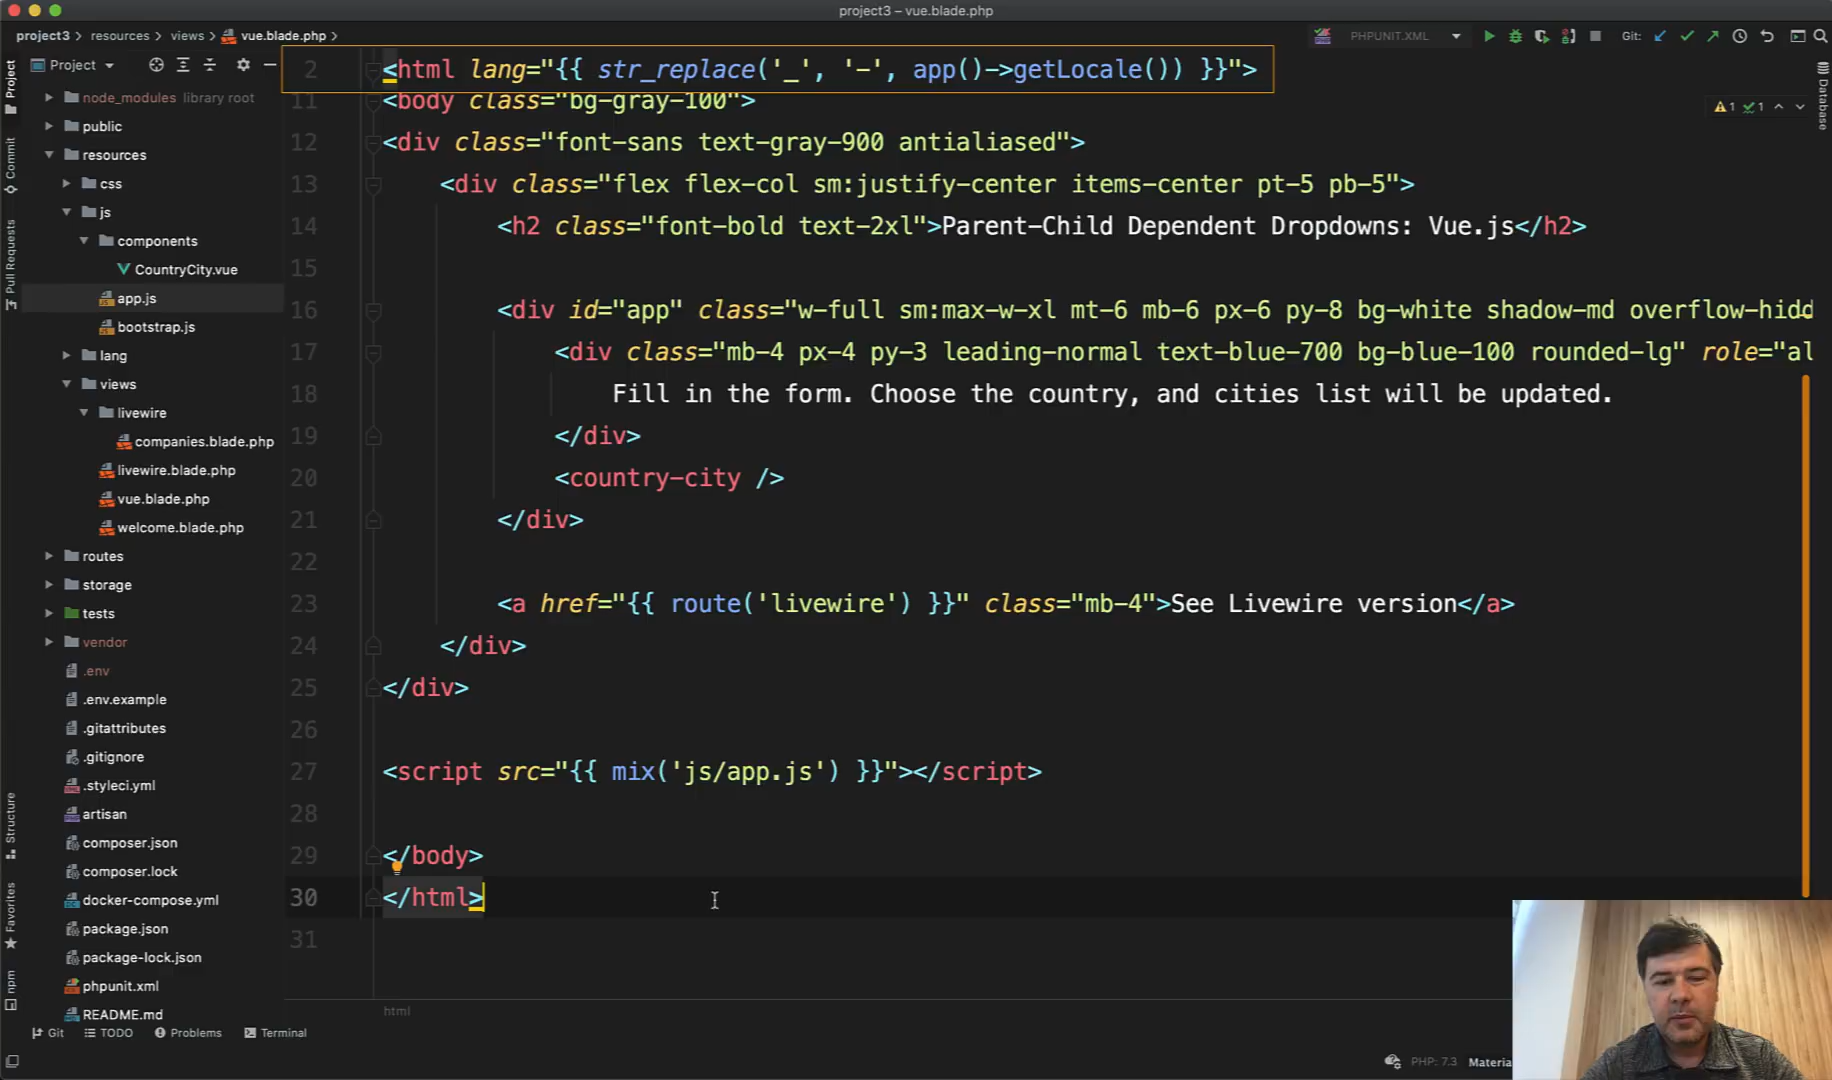 project3 – vue.blade.php
project3 > resources > views > vue.blade.php >
PHPUNIT.XML
Git:
Project
Project
Commit
Pull Requests
Structure
Favorites
npm
Database
node_modules library root
public
resources
css
js
components
CountryCity.vue
app.js
bootstrap.js
lang
views
livewire
companies.blade.php
livewire.blade.php
vue.blade.php
welcome.blade.php
routes
storage
tests
vendor
.env
.env.example
.gitattributes
.gitignore
.styleci.yml
artisan
composer.json
composer.lock
docker-compose.yml
package.json
package-lock.json
phpunit.xml
README.md
1 1
2 <html lang="{{ str_replace('_', '-', app()->getLocale()) }}">
11 <body class="bg-gray-100">
12 <div class="font-sans text-gray-900 antialiased">
13 <div class="flex flex-col sm:justify-center items-center pt-5 pb-5">
14 <h2 class="font-bold text-2xl">Parent-Child Dependent Dropdowns: Vue.js</h2>
15
16 <div id="app" class="w-full sm:max-w-xl mt-6 mb-6 px-6 py-8 bg-white shadow-md overflow-hidd
17 <div class="mb-4 px-4 py-3 leading-normal text-blue-700 bg-blue-100 rounded-lg" role="al
18 Fill in the form. Choose the country, and cities list will be updated.
19 </div>
20 <country-city />
21 </div>
22
23 <a href="{{ route('livewire') }}" class="mb-4">See Livewire version</a>
24 </div>
25 </div>
26
27 <script src="{{ mix('js/app.js') }}"></script>
28
29 </body>
30 </html>
31
html
Git TODO Problems Terminal
PHP: 7.3 Materia